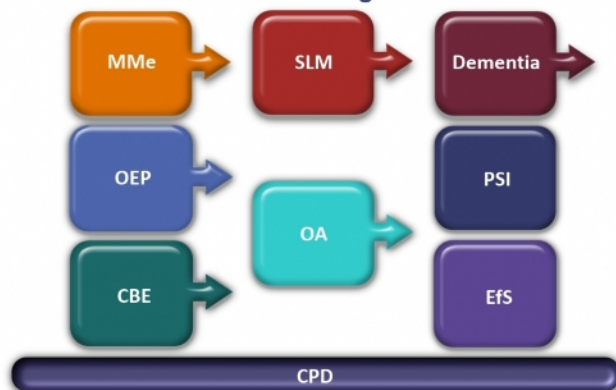 MMe
SLM
Dementia
OEP
PSI
OA
CBE
EfS
CPD